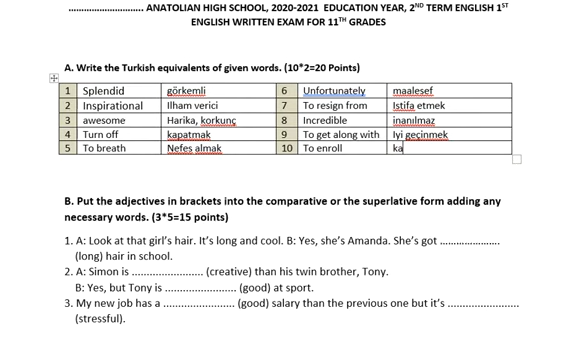 ............................ ANATOLIAN HIGH SCHOOL, 2020-2021 EDUCATION YEAR, 2ND TERM ENGLISH 1ST
ENGLISH WRITTEN EXAM FOR 11TH GRADES
A. Write the Turkish equivalents of given words. (10*2=20 Points)
1 Splendid görkemli 6 Unfortunately maalesef
2 Inspirational Ilham verici 7 To resign from Istifa etmek
3 awesome Harika, korkunç 8 Incredible inanılmaz
4 Turn off kapatmak 9 To get along with Iyi geçinmek
5 To breath Nefes almak 10 To enroll ka
B. Put the adjectives in brackets into the comparative or the superlative form adding any
necessary words. (3*5=15 points)
1. A: Look at that girl's hair. It's long and cool. B: Yes, she's Amanda. She's got ......................
(long) hair in school.
2. A: Simon is ........................ (creative) than his twin brother, Tony.
B: Yes, but Tony is ........................ (good) at sport.
3. My new job has a ........................ (good) salary than the previous one but it's ........................
(stressful).